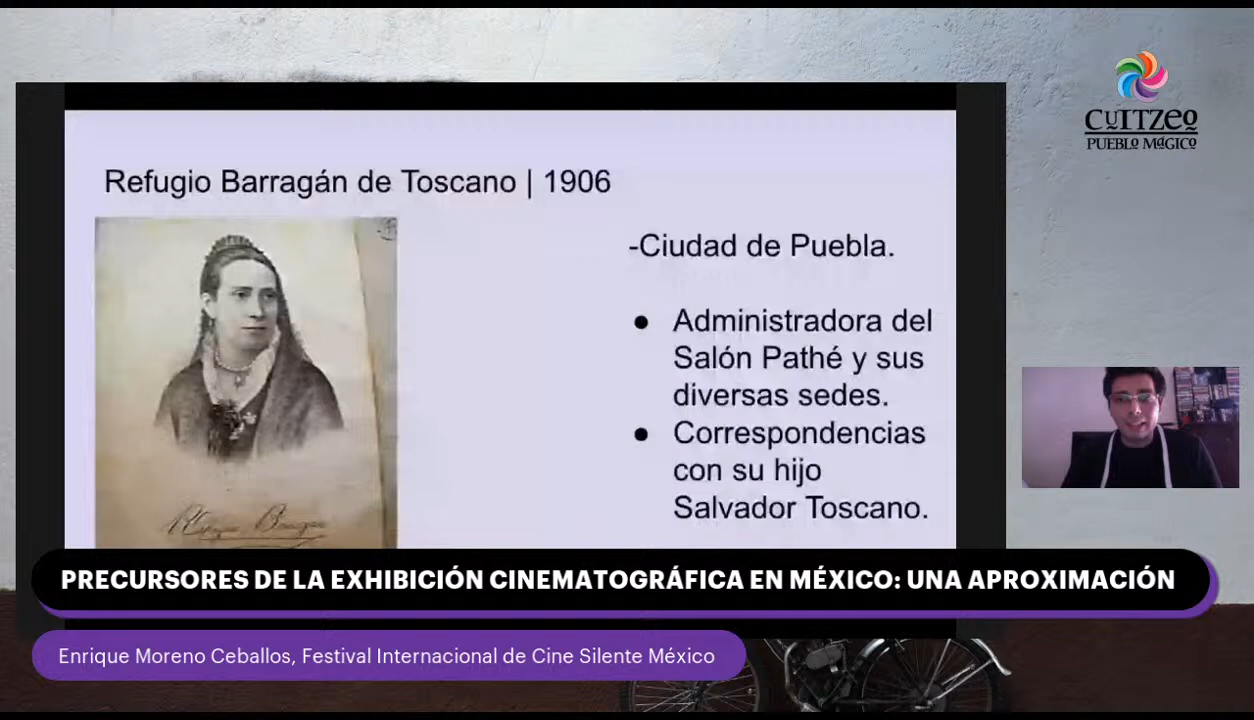 CUITZEO
PUEBLO MÁGICO
Refugio Barragán de Toscano | 1906
-Ciudad de Puebla.
● Administradora del
Salón Pathé y sus
diversas sedes.
● Correspondencias
con su hijo
Salvador Toscano.
PRECURSORES DE LA EXHIBICIÓN CINEMATOGRÁFICA EN MÉXICO: UNA APROXIMACIÓN
Enrique Moreno Ceballos, Festival Internacional de Cine Silente México